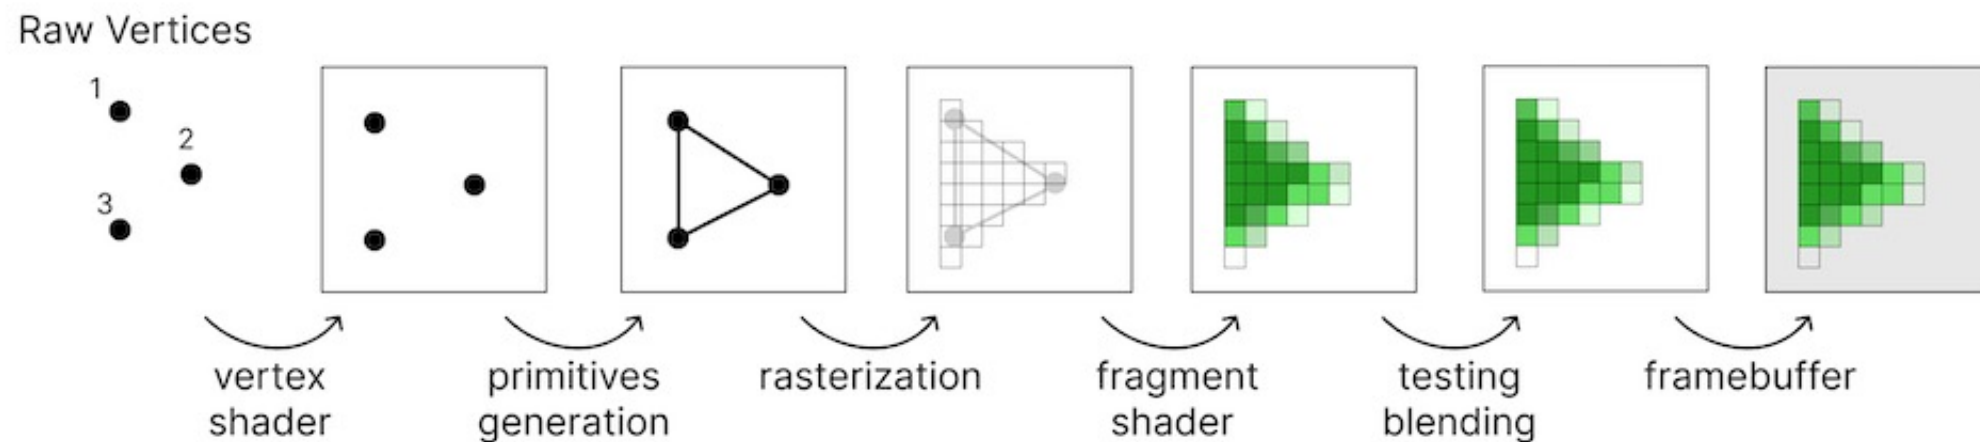 Raw Vertices
1
2
3
vertex
shader
primitives
generation
rasterization
fragment
shader
testing
blending
framebuffer